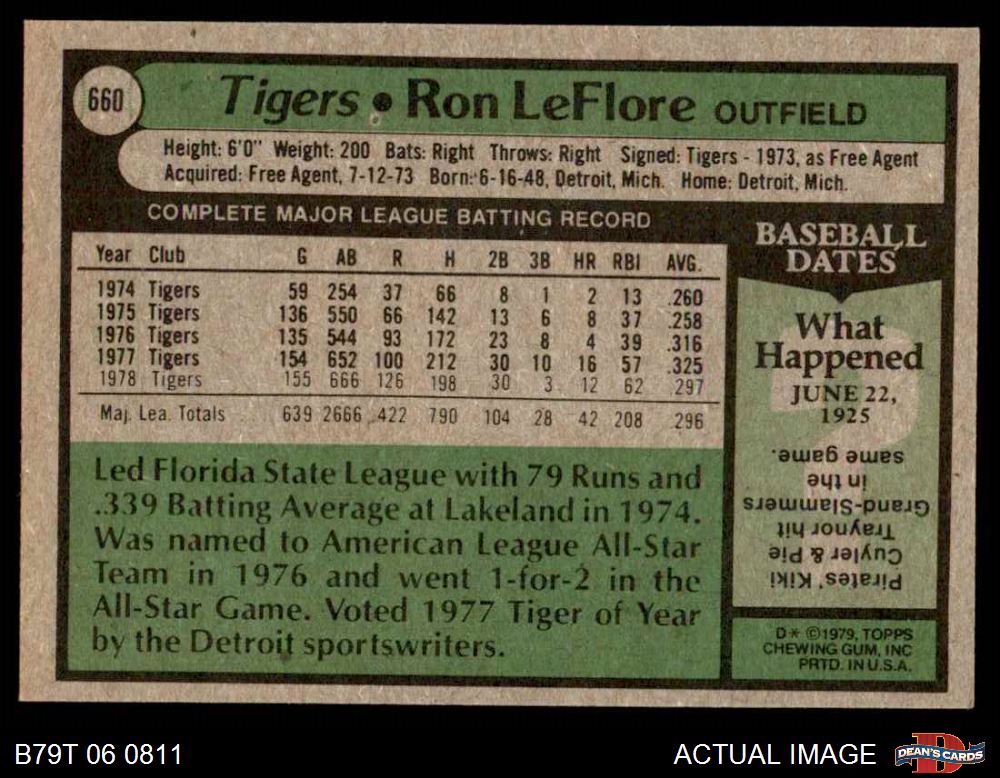 660
Tigers • Ron LeFlore OUTFIELD
Height: 6'0" Weight: 200 Bats: Right Throws: Right Signed: Tigers - 1973, as Free Agent
Acquired: Free Agent, 7-12-73 Born: 6-16-48, Detroit, Mich. Home: Detroit, Mich.
COMPLETE MAJOR LEAGUE BATTING RECORD
Year Club G AB R H 2B 3B HR RBI AVG.
1974 Tigers 59 254 37 66 8 1 2 13 .260
1975 Tigers 136 550 66 142 13 6 8 37 .258
1976 Tigers 135 544 93 172 23 8 4 39 .316
1977 Tigers 154 652 100 212 30 10 16 57 .325
1978 Tigers 155 666 126 198 30 3 12 62 .297
Maj. Lea. Totals 639 2666 422 790 104 28 42 208 .296
Led Florida State League with 79 Runs and
.339 Batting Average at Lakeland in 1974.
Was named to American League All-Star
Team in 1976 and went 1-for-2 in the
All-Star Game. Voted 1977 Tiger of Year
by the Detroit sportswriters.
BASEBALL
DATES
What
Happened
JUNE 22,
1925
Pirates' Kiki
Cuyler & Pie
Traynor hit
Grand-Slammers
in the
same game.
D* ©1979, TOPPS
CHEWING GUM, INC
PRTD. IN U.S.A.
B79T 06 0811
ACTUAL IMAGE
DEAN'S CARDS